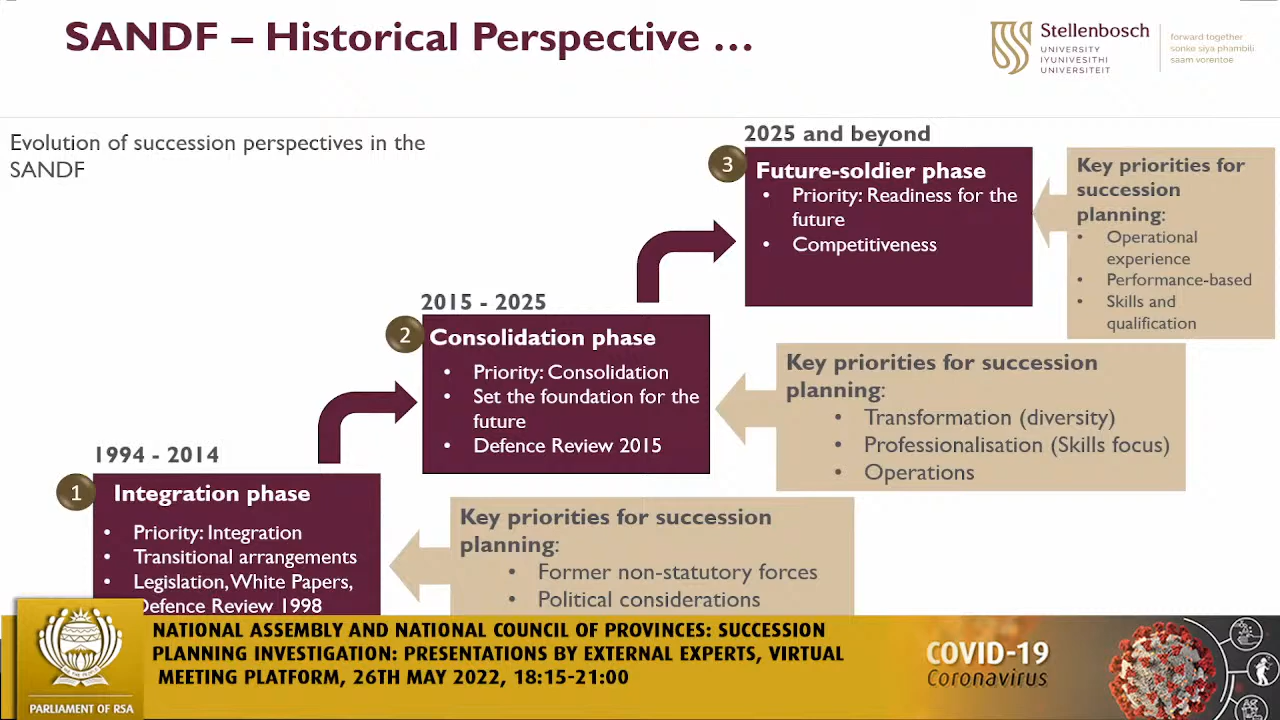 SANDF – Historical Perspective …
Stellenbosch
UNIVERSITY
IYUNIVESITHI
UNIVERSITEIT
forward together
sonke siya phambili
saam vorentoe
Evolution of succession perspectives in the
SANDF
2025 and beyond
3
Future-soldier phase
• Priority: Readiness for the
future
• Competitiveness
Key priorities for
succession
planning:
• Operational
experience
• Performance-based
• Skills and
qualification
2015 - 2025
2
Consolidation phase
• Priority: Consolidation
• Set the foundation for the
future
• Defence Review 2015
Key priorities for succession
planning:
• Transformation (diversity)
• Professionalisation (Skills focus)
• Operations
1994 - 2014
1
Integration phase
• Priority: Integration
• Transitional arrangements
• Legislation, White Papers,
Defence Review 1998
Key priorities for succession
planning:
• Former non-statutory forces
• Political considerations
NATIONAL ASSEMBLY AND NATIONAL COUNCIL OF PROVINCES: SUCCESSION
PLANNING INVESTIGATION: PRESENTATIONS BY EXTERNAL EXPERTS, VIRTUAL
MEETING PLATFORM, 26TH MAY 2022, 18:15-21:00
PARLIAMENT OF RSA
COVID-19
Coronavirus